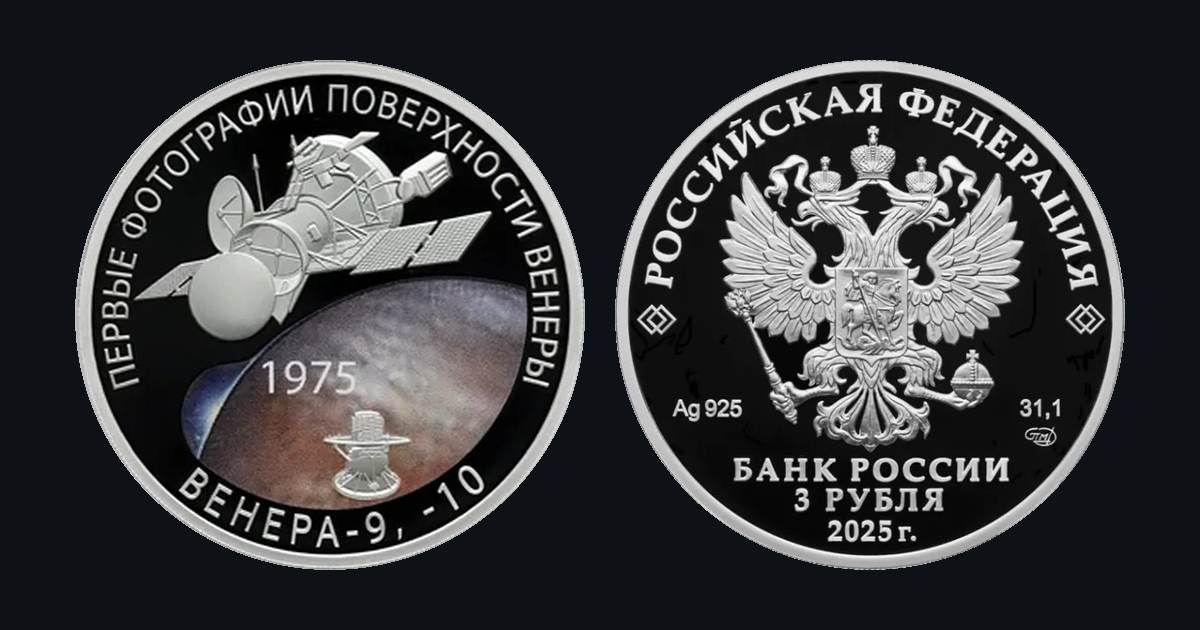 ПЕРВЫЕ ФОТОГРАФИИ ПОВЕРХНОСТИ ВЕНЕРЫ
1975
ВЕНЕРА-9, -10
РОССИЙСКАЯ ФЕДЕРАЦИЯ
Ag 925
31,1
БАНК РОССИИ
3 РУБЛЯ
2025 г.